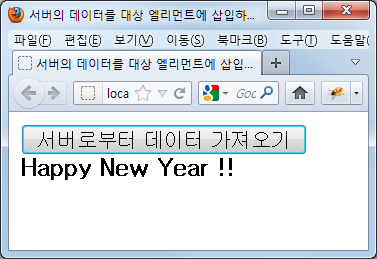 서버의 데이터를 대상 엘리먼트에 삽입하...
파일(F) 편집(E) 보기(V) 이동(S) 북마크(B) 도구(T) 도움말(
서버의 데이터를 대상 엘리먼트에 삽입...
loca Goc
서버로부터 데이터 가져오기
Happy New Year !!